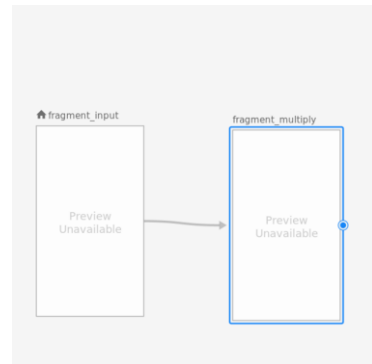 fragment_input
fragment_multiply
Preview
Unavailable
Preview
Unavailable